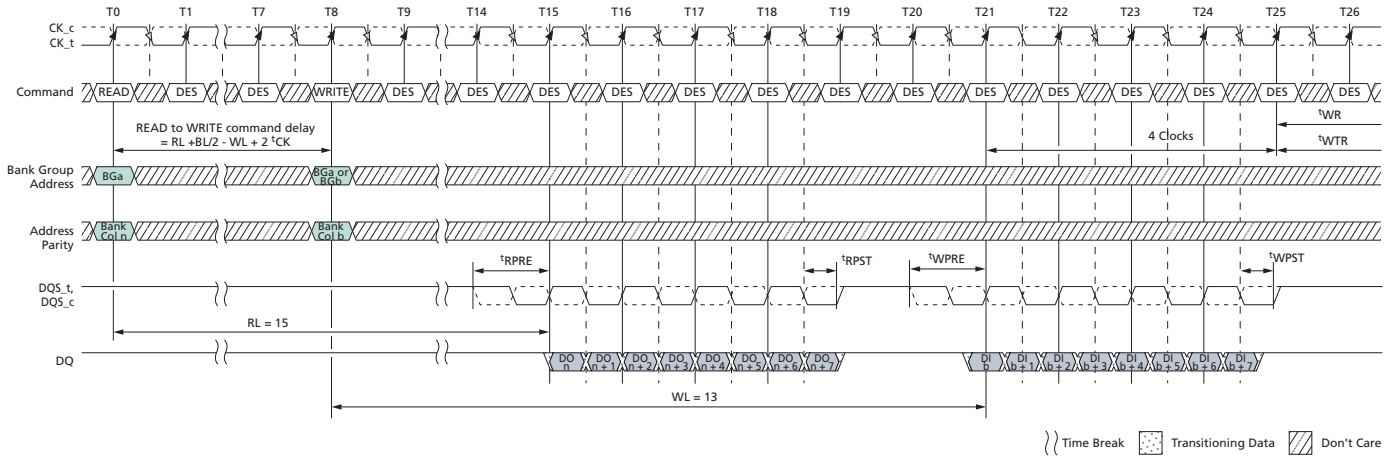 T0 T1 T7 T8 T9 T14 T15 T16 T17 T18 T19 T20 T21 T22 T23 T24 T25 T26
CK_c
CK_t
Command READ DES DES WRITE DES DES DES DES DES DES DES DES DES DES DES DES DES DES
READ to WRITE command delay
= RL +BL/2 - WL + 2 tCK
tWR
4 Clocks
tWTR
Bank Group
Address
BGa
BGa or
BGb
Address
Parity
Bank
Col n
Bank
Col b
tRPRE tRPST tWPRE tWPST
DQS_t,
DQS_c
RL = 15
DQ
DO DO DO DO DO DO DO DO DI DI DI DI DI DI DI DI
n n + 1 n + 2 n + 3 n + 4 n + 5 n + 6 n + 7 b b + 1 b + 2 b + 3 b + 4 b + 5 b + 6 b + 7
WL = 13
Time Break Transitioning Data Don't Care